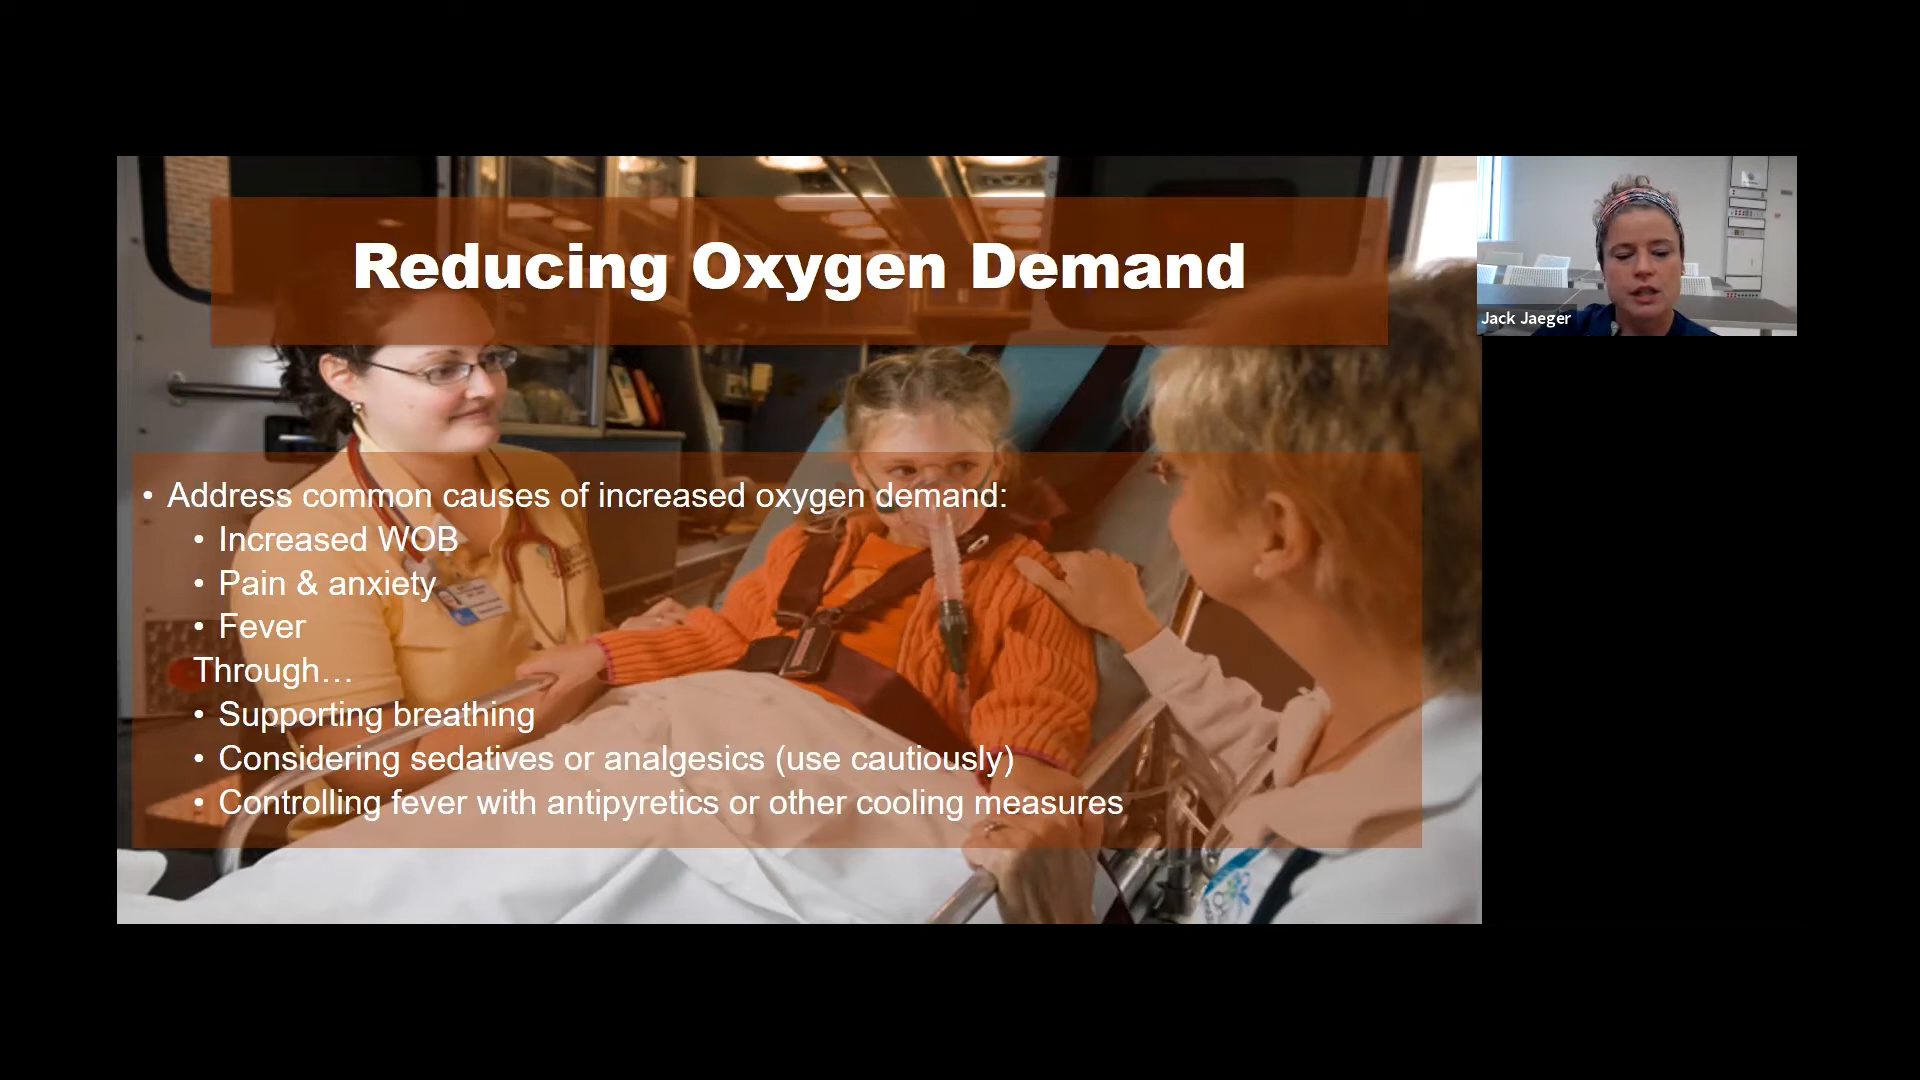 Reducing Oxygen Demand
Jack Jaeger
• Address common causes of increased oxygen demand:
• Increased WOB
• Pain & anxiety
• Fever
Through…
• Supporting breathing
• Considering sedatives or analgesics (use cautiously)
• Controlling fever with antipyretics or other cooling measures